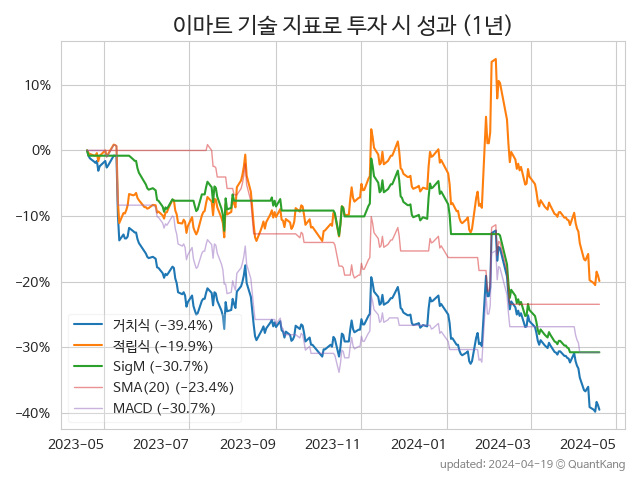 이마트 기술 지표로 투자 시 성과 (1년)
10%
0%
−10%
−20%
−30%
−40%
거치식 (−39.4%)
적립식 (−19.9%)
SigM (−30.7%)
SMA(20) (−23.4%)
MACD (−30.7%)
2023−05
2023−07
2023−09
2023−11
2024−01
2024−03
2024−05
updated: 2024−04−19 © QuantKang